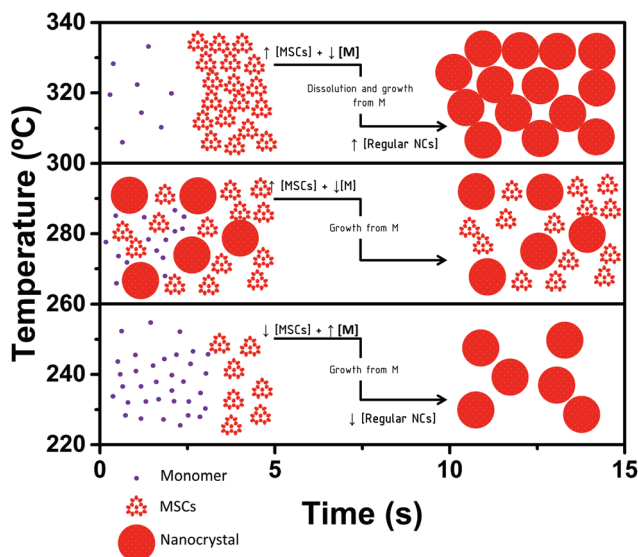 Temperature (ºC)
340
320
300
280
260
240
220
↑ [MSCs] + ↓ [M]
Dissolution and growth
from M
↑ [Regular NCs]
↑ [MSCs] + ↓[M]
Growth from M
↓ [MSCs] + ↑ [M]
Growth from M
↓ [Regular NCs]
0
5
10
15
Time (s)
Monomer
MSCs
Nanocrystal